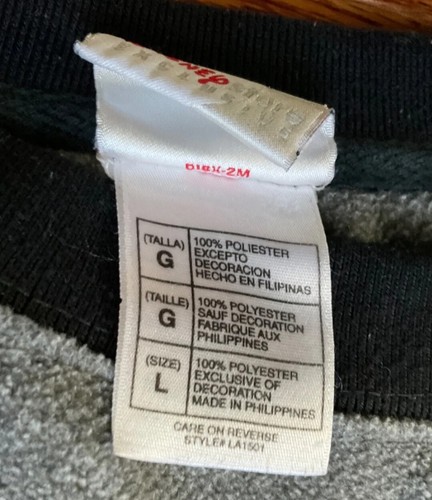 (TALLA)
G
100% POLIESTER
EXCEPTO
DECORACION
HECHO EN FILIPINAS
(TAILLE)
G
100% POLYESTER
SAUF DECORATION
FABRIQUE AUX
PHILIPPINES
(SIZE)
L
100% POLYESTER
EXCLUSIVE OF
DECORATION
MADE IN PHILIPPINES
CARE ON REVERSE
STYLE# LA1501